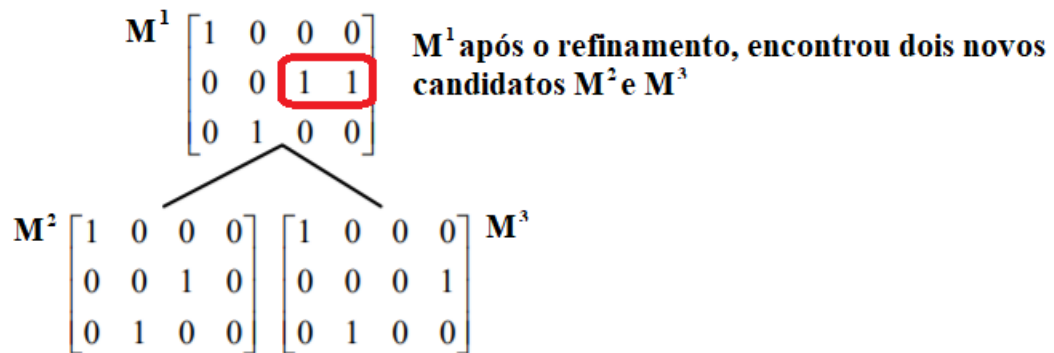 M¹ [1 0 0 0] M¹após o refinamento, encontrou dois novos
[0 0 1 1] candidatos M² e M³
[0 1 0 0]
M² [1 0 0 0] [1 0 0 0] M³
[0 0 1 0] [0 0 0 1]
[0 1 0 0] [0 1 0 0]